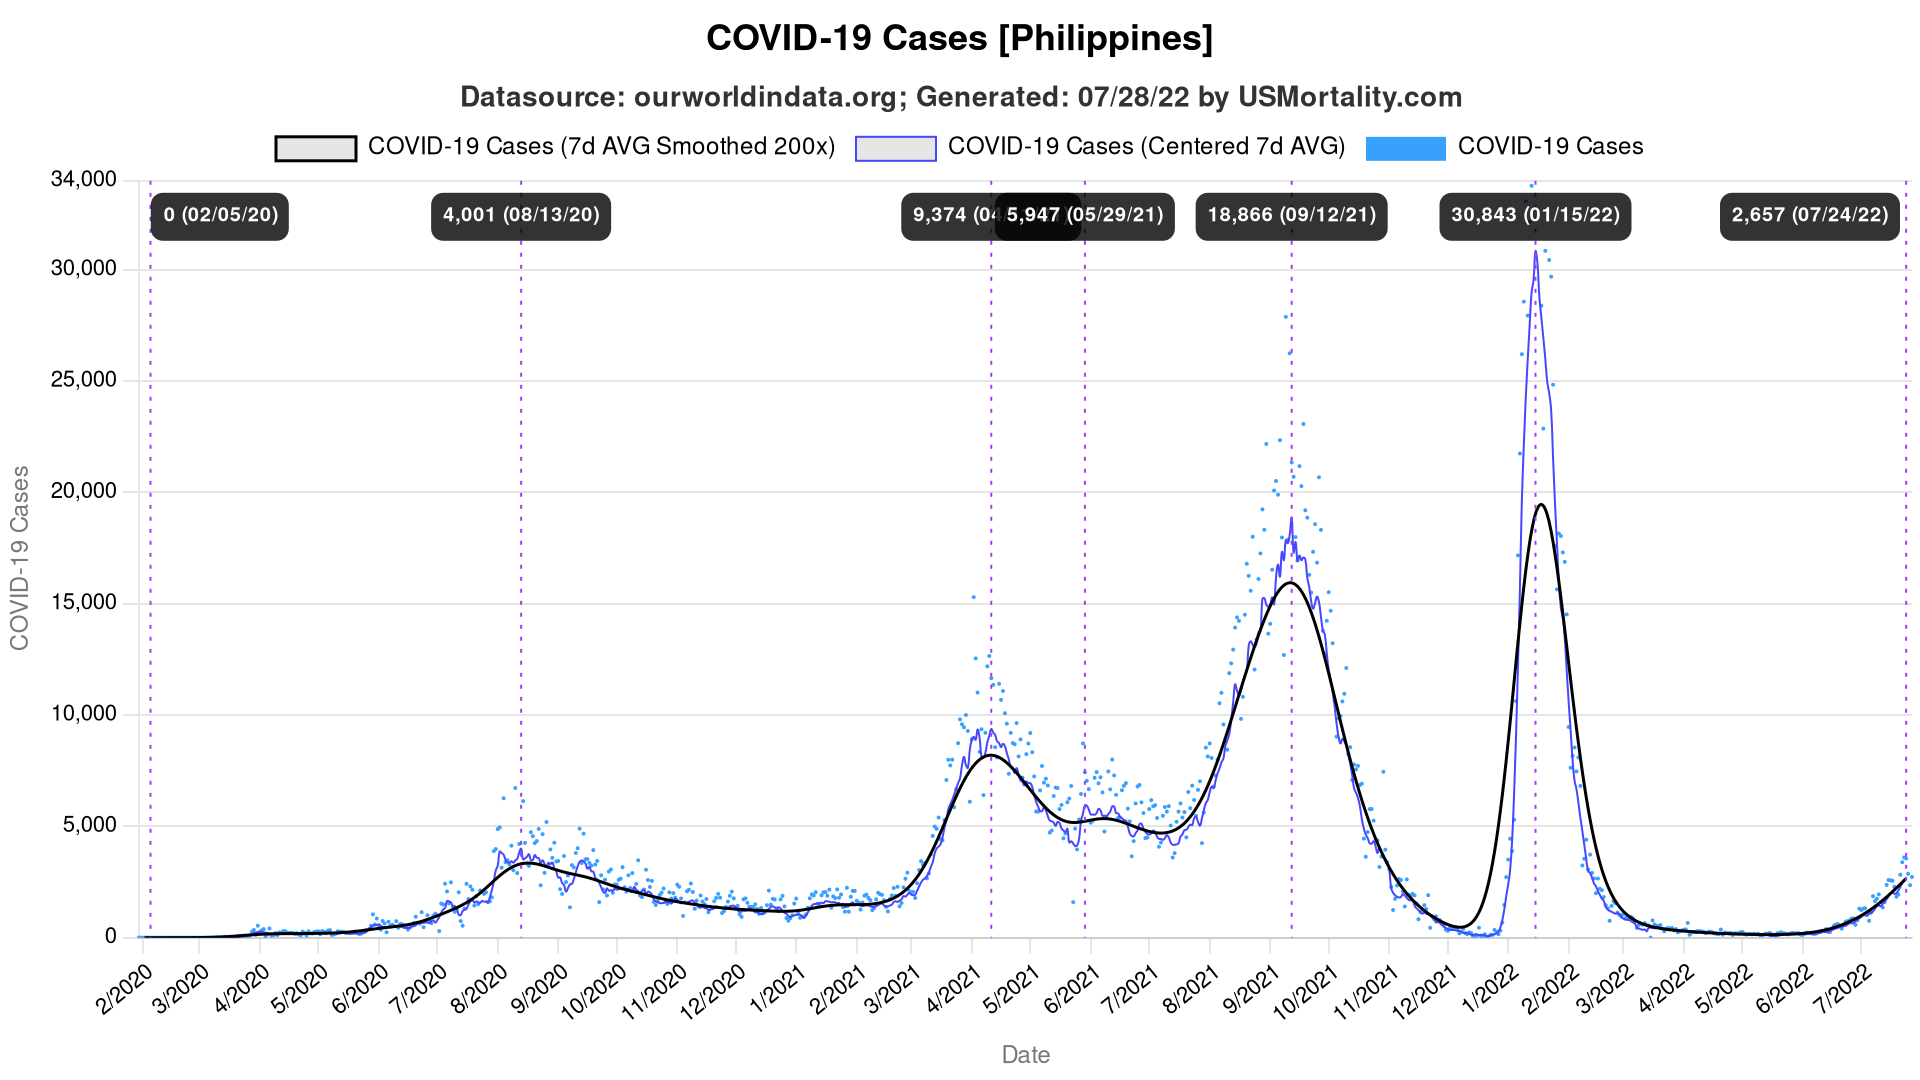 COVID-19 Cases [Philippines]
Datasource: ourworldindata.org; Generated: 07/28/22 by USMortality.com
COVID-19 Cases (7d AVG Smoothed 200x) COVID-19 Cases (Centered 7d AVG) COVID-19 Cases
34,000
0 (02/05/20) 4,001 (08/13/20) 9,374 (04 5,947 (05/29/21) 18,866 (09/12/21) 30,843 (01/15/22) 2,657 (07/24/22)
30,000
25,000
20,000
15,000
10,000
5,000
0
COVID-19 Cases
2/2020 3/2020 4/2020 5/2020 6/2020 7/2020 8/2020 9/2020 10/2020 11/2020 12/2020 1/2021 2/2021 3/2021 4/2021 5/2021 6/2021 7/2021 8/2021 9/2021 10/2021 11/2021 12/2021 1/2022 2/2022 3/2022 4/2022 5/2022 6/2022 7/2022
Date